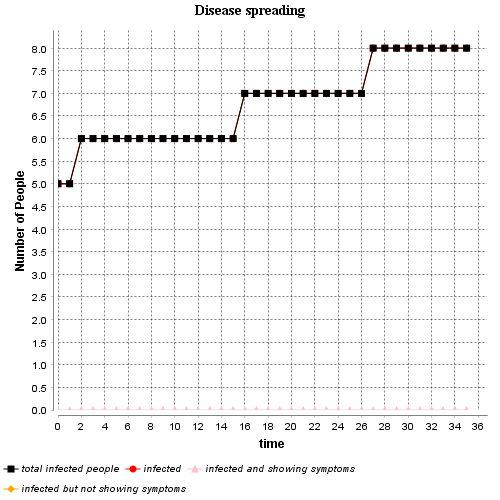 Disease spreading
8.0
7.5
7.0
6.5
6.0
5.5
5.0
4.5
4.0
3.5
3.0
2.5
2.0
1.5
1.0
0.5
0.0
Number of People
0 2 4 6 8 10 12 14 16 18 20 22 24 26 28 30 32 34 36
time
total infected people infected infected and showing symptoms
infected but not showing symptoms